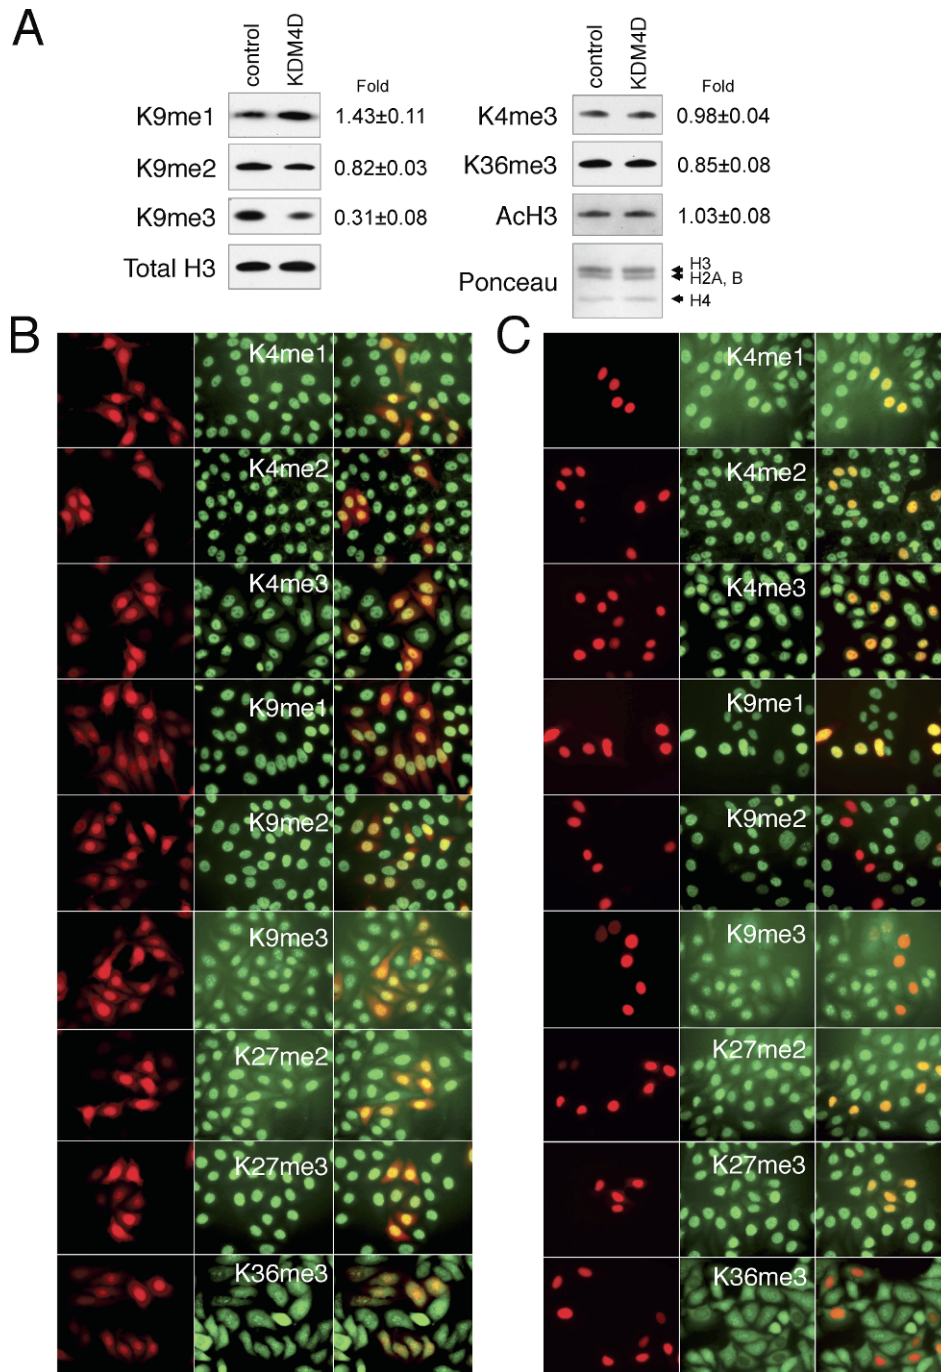 A
control KDM4D
Fold
K9me1 1.43±0.11
K9me2 0.82±0.03
K9me3 0.31±0.08
Total H3
control KDM4D
Fold
K4me3 0.98±0.04
K36me3 0.85±0.08
AcH3 1.03±0.08
Ponceau
H3
H2A, B
H4
B
K4me1
K4me2
K4me3
K9me1
K9me2
K9me3
K27me2
K27me3
K36me3
C
K4me1
K4me2
K4me3
K9me1
K9me2
K9me3
K27me2
K27me3
K36me3